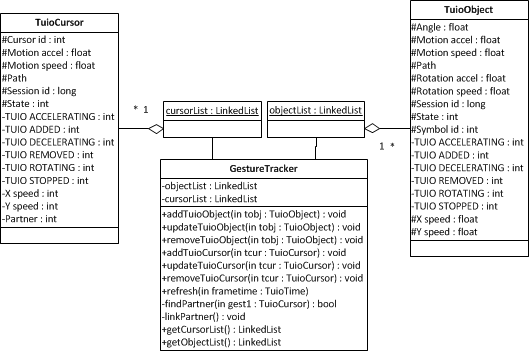 TuioCursor
#Cursor id : int
#Motion accel : float
#Motion speed : float
#Path
#Session id : long
#State : int
-TUIO ACCELERATING : int
-TUIO ADDED : int
-TUIO DECELERATING : int
-TUIO REMOVED : int
-TUIO ROTATING : int
-TUIO STOPPED : int
-X speed : int
-Y speed : int
-Partner : int
* 1
cursorList : LinkedList
objectList : LinkedList
1 *
TuioObject
#Angle : float
#Motion accel : float
#Motion speed : float
#Path
#Rotation accel : float
#Rotation speed : float
#Session id : long
#State : int
#Symbol id : int
-TUIO ACCELERATING : int
-TUIO ADDED : int
-TUIO DECELERATING : int
-TUIO REMOVED : int
-TUIO ROTATING : int
-TUIO STOPPED : int
#X speed : float
#Y speed : float
GestureTracker
-objectList : LinkedList
-cursorList : LinkedList
+addTuioObject(in tobj : TuioObject) : void
+updateTuioObject(in tobj : TuioObject) : void
+removeTuioObject(in tobj : TuioObject) : void
+addTuioCursor(in tcur : TuioCursor) : void
+updateTuioCursor(in tcur : TuioCursor) : void
+removeTuioCursor(in tcur : TuioCursor) : void
+refresh(in frametime : TuioTime)
-findPartner(in gest1 : TuioCursor) : bool
-linkPartner() : void
+getCursorList() : LinkedList
+getObjectList() : LinkedList